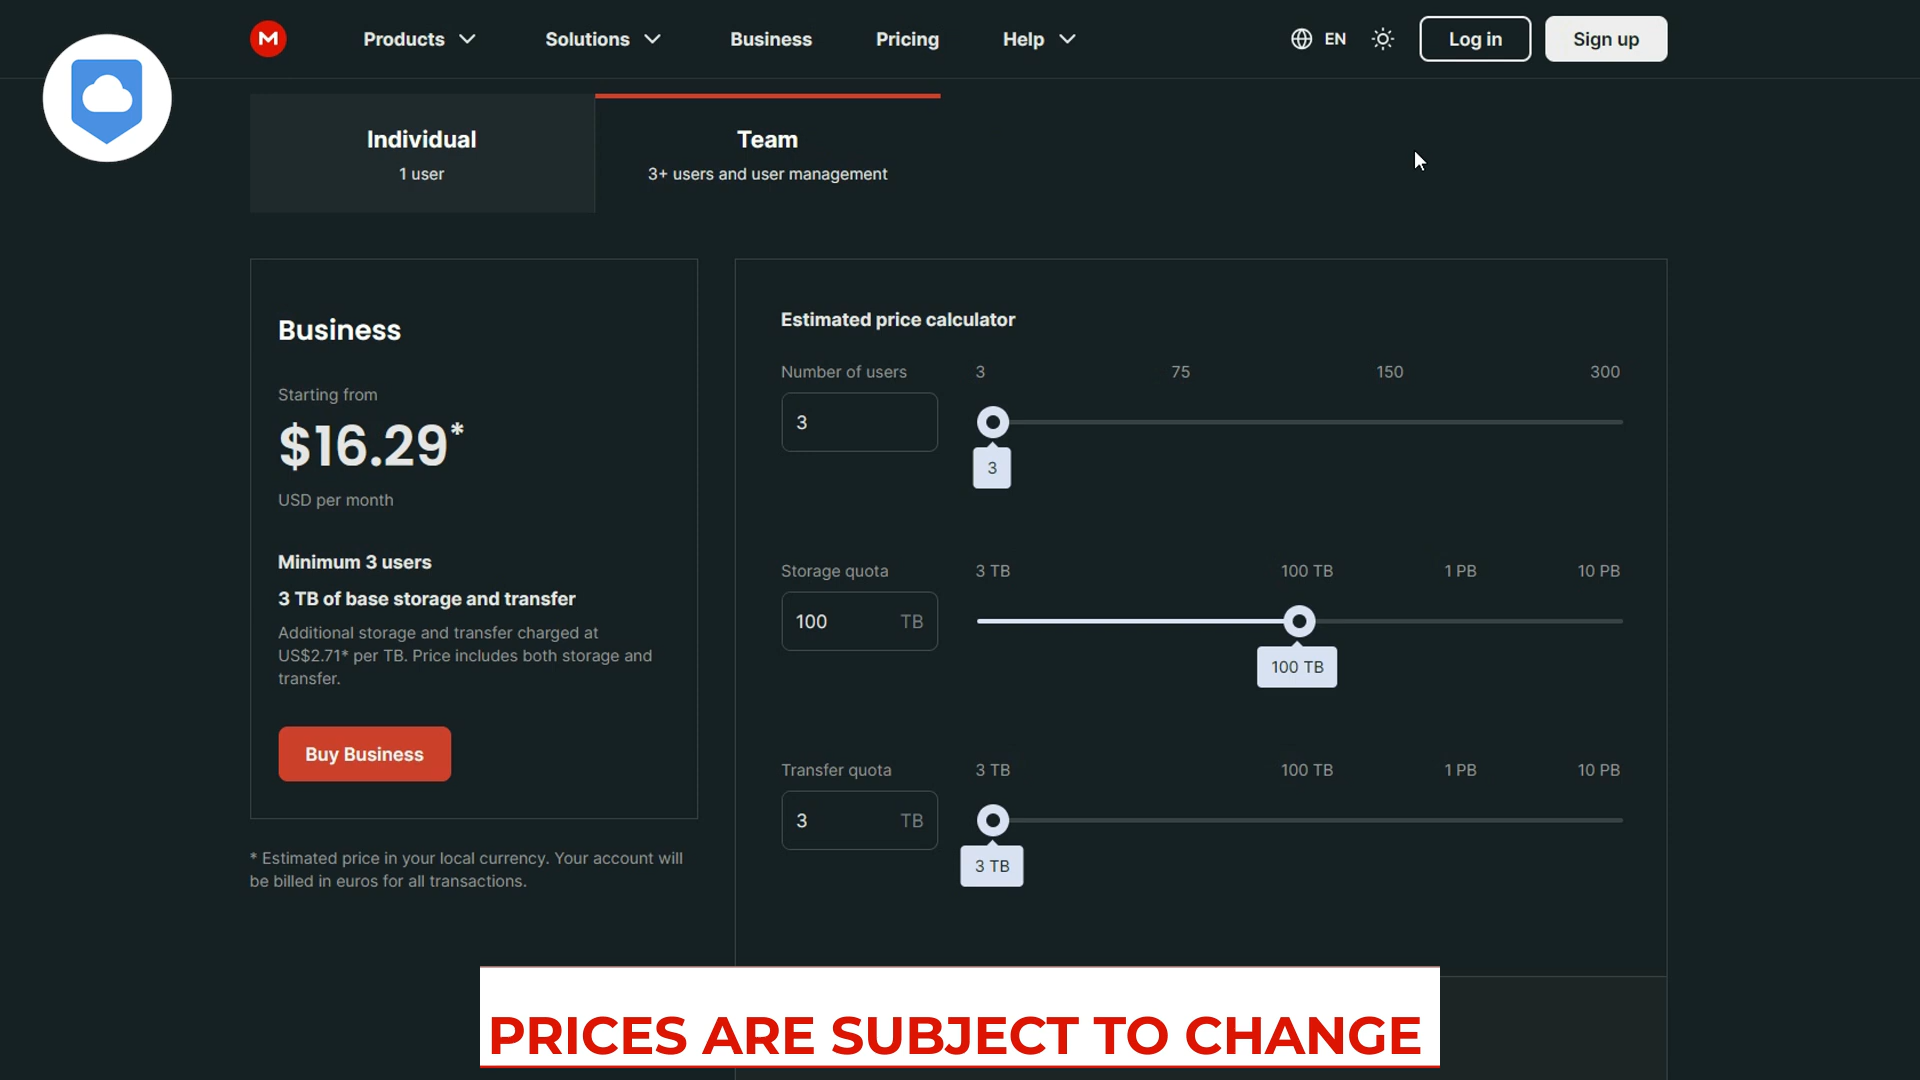 M
Products
Solutions
Business
Pricing
Help
EN
Log in
Sign up
Individual
1 user
Team
3+ users and user management
Business
Starting from
$16.29*
USD per month
Minimum 3 users
3 TB of base storage and transfer
Additional storage and transfer charged at
US$2.71* per TB. Price includes both storage and
transfer.
Buy Business
* Estimated price in your local currency. Your account will
be billed in euros for all transactions.
Estimated price calculator
Number of users
3 75 150 300
3
3
Storage quota
3 TB 100 TB 1 PB 10 PB
100 TB
100 TB
Transfer quota
3 TB 100 TB 1 PB 10 PB
3 TB
3 TB
PRICES ARE SUBJECT TO CHANGE